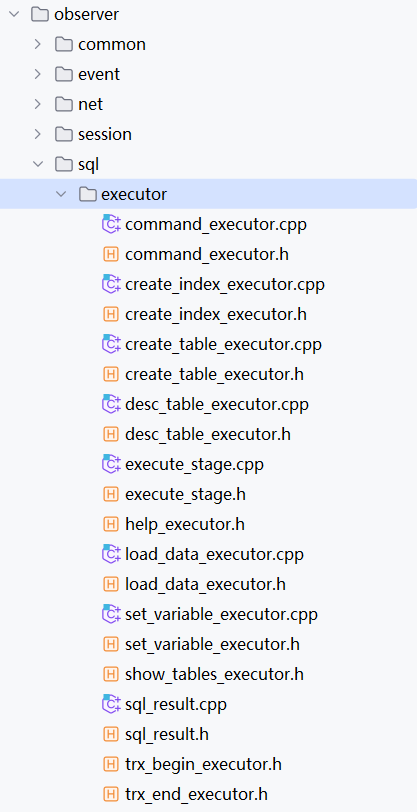 observer
common
event
net
session
sql
executor
command_executor.cpp
command_executor.h
create_index_executor.cpp
create_index_executor.h
create_table_executor.cpp
create_table_executor.h
desc_table_executor.cpp
desc_table_executor.h
execute_stage.cpp
execute_stage.h
help_executor.h
load_data_executor.cpp
load_data_executor.h
set_variable_executor.cpp
set_variable_executor.h
show_tables_executor.h
sql_result.cpp
sql_result.h
trx_begin_executor.h
trx_end_executor.h